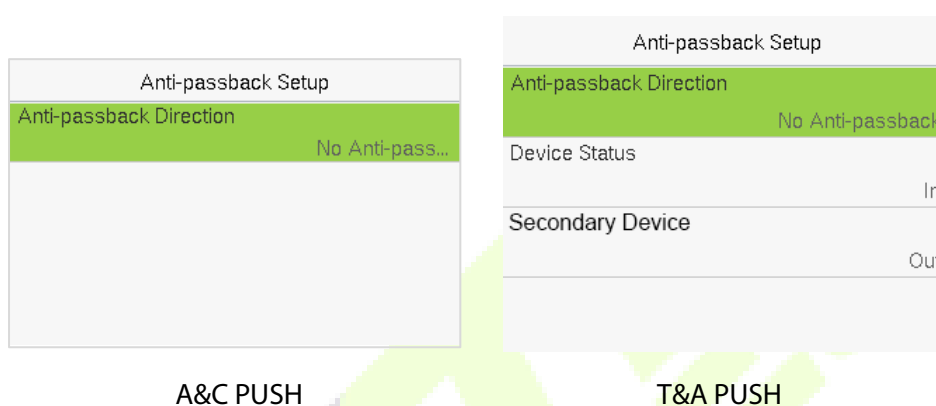 Anti-passback Setup
Anti-passback Direction
No Anti-pass...
A&C PUSH
Anti-passback Setup
Anti-passback Direction
No Anti-passback
Device Status
In
Secondary Device
Out
T&A PUSH